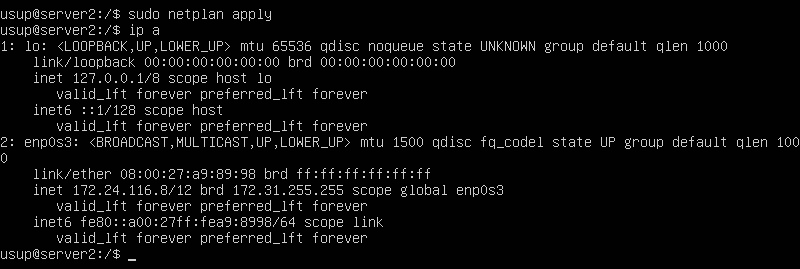 usup@server2:/$ sudo netplan apply
usup@server2:/$ ip a
1: lo: <LOOPBACK,UP,LOWER_UP> mtu 65536 qdisc noqueue state UNKNOWN group default qlen 1000
    link/loopback 00:00:00:00:00:00 brd 00:00:00:00:00:00
    inet 127.0.0.1/8 scope host lo
       valid_lft forever preferred_lft forever
    inet6 ::1/128 scope host
       valid_lft forever preferred_lft forever
2: enp0s3: <BROADCAST,MULTICAST,UP,LOWER_UP> mtu 1500 qdisc fq_codel state UP group default qlen 100
0
    link/ether 08:00:27:a9:89:98 brd ff:ff:ff:ff:ff:ff
    inet 172.24.116.8/12 brd 172.31.255.255 scope global enp0s3
       valid_lft forever preferred_lft forever
    inet6 fe80::a00:27ff:fea9:8998/64 scope link
       valid_lft forever preferred_lft forever
usup@server2:/$ _